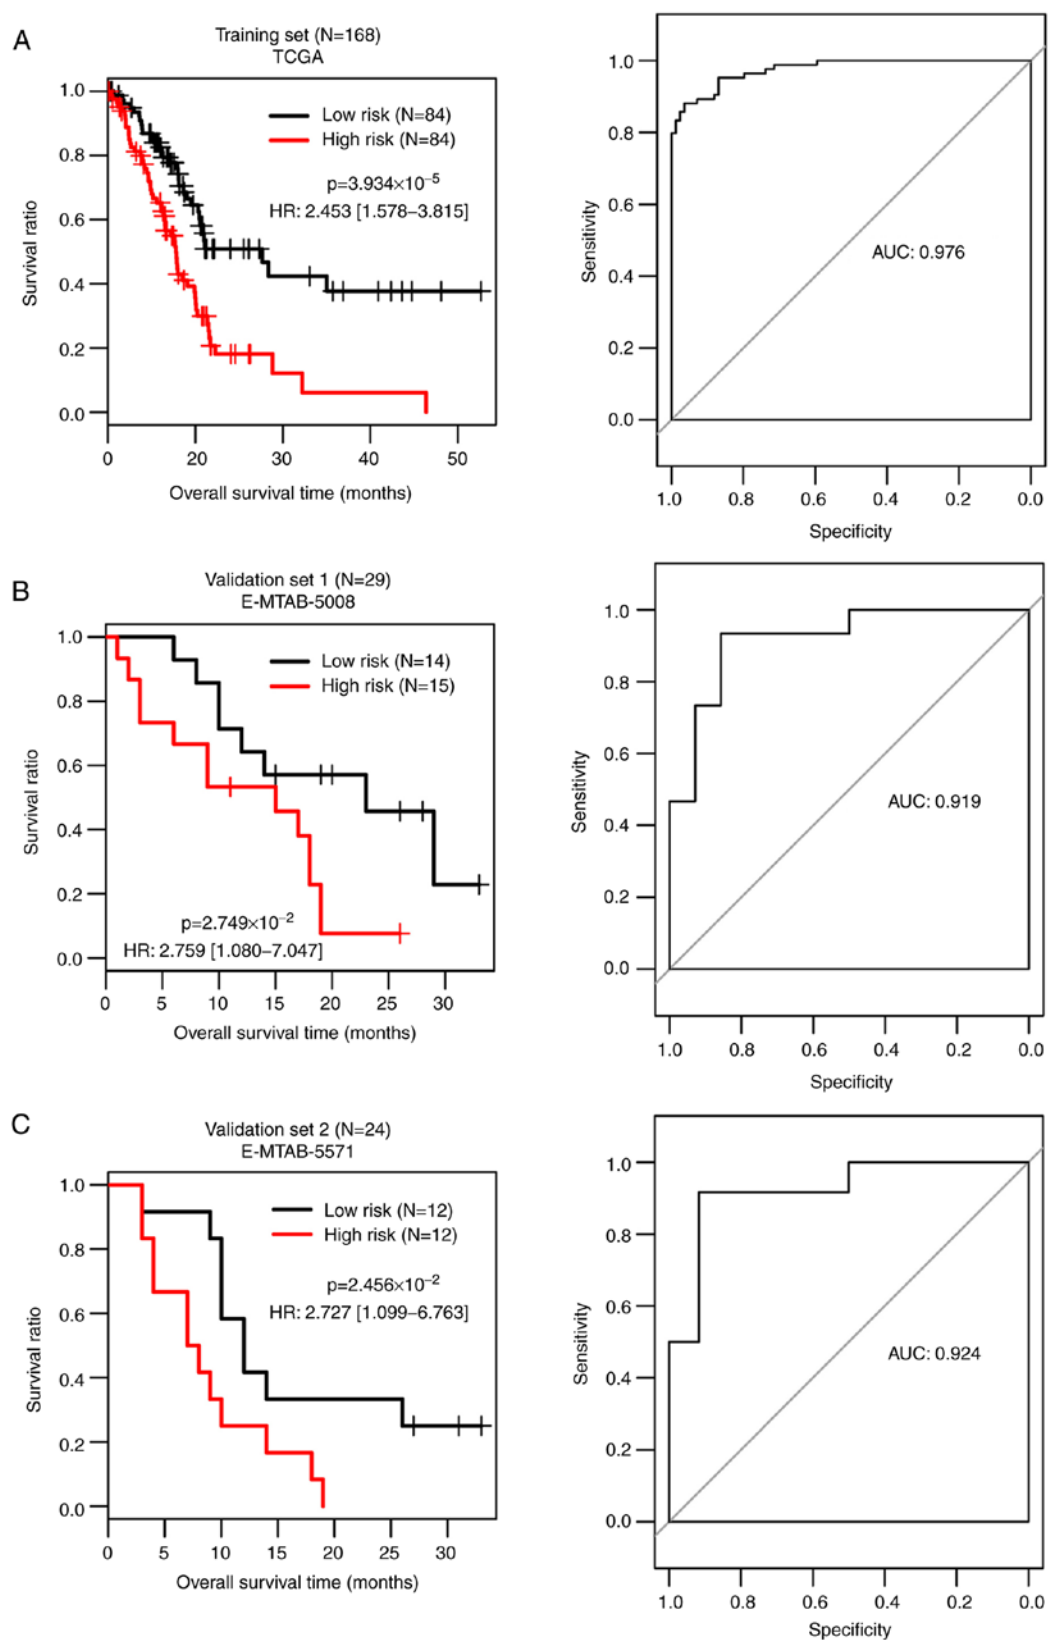 A
Training set (N=168)
TCGA
Low risk (N=84)
High risk (N=84)
p=3.934×10⁻⁵
HR: 2.453 [1.578–3.815]
Survival ratio
1.0
0.8
0.6
0.4
0.2
0.0
0 20 30 40 50
Overall survival time (months)
Sensitivity
1.0
0.8
0.6
0.4
0.2
0.0
AUC: 0.976
1.0 0.8 0.6 0.4 0.2 0.0
Specificity
B
Validation set 1 (N=29)
E-MTAB-5008
Low risk (N=14)
High risk (N=15)
p=2.749×10⁻²
HR: 2.759 [1.080–7.047]
Survival ratio
1.0
0.8
0.6
0.4
0.2
0.0
0 5 10 15 20 25 30
Overall survival time (months)
Sensitivity
1.0
0.8
0.6
0.4
0.2
0.0
AUC: 0.919
1.0 0.8 0.6 0.4 0.2 0.0
Specificity
C
Validation set 2 (N=24)
E-MTAB-5571
Low risk (N=12)
High risk (N=12)
p=2.456×10⁻²
HR: 2.727 [1.099–6.763]
Survival ratio
1.0
0.8
0.6
0.4
0.2
0.0
0 5 10 15 20 25 30
Overall survival time (months)
Sensitivity
1.0
0.8
0.6
0.4
0.2
0.0
AUC: 0.924
1.0 0.8 0.6 0.4 0.2 0.0
Specificity